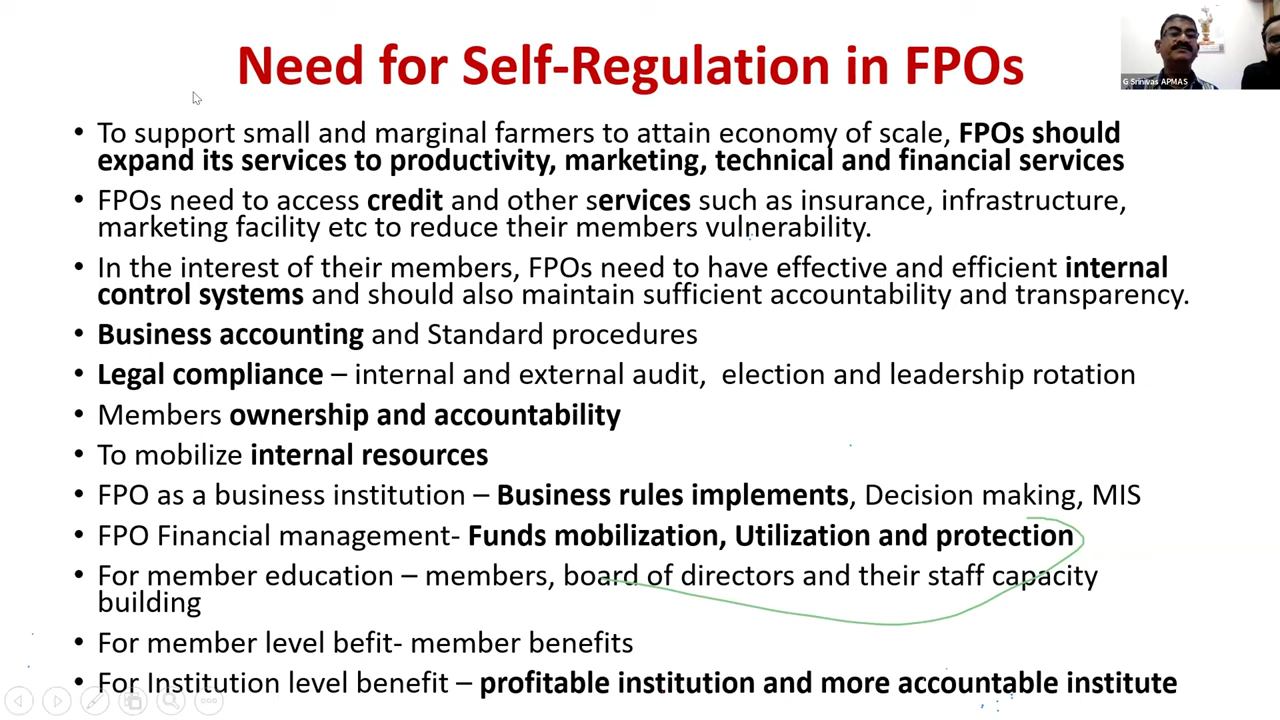 Need for Self-Regulation in FPOs
G Srinivas APMAS
• To support small and marginal farmers to attain economy of scale, FPOs should
expand its services to productivity, marketing, technical and financial services
• FPOs need to access credit and other services such as insurance, infrastructure,
marketing facility etc to reduce their members vulnerability.
• In the interest of their members, FPOs need to have effective and efficient internal
control systems and should also maintain sufficient accountability and transparency.
• Business accounting and Standard procedures
• Legal compliance – internal and external audit, election and leadership rotation
• Members ownership and accountability
• To mobilize internal resources
• FPO as a business institution – Business rules implements, Decision making, MIS
• FPO Financial management- Funds mobilization, Utilization and protection
• For member education – members, board of directors and their staff capacity
building
• For member level befit- member benefits
• For Institution level benefit – profitable institution and more accountable institute